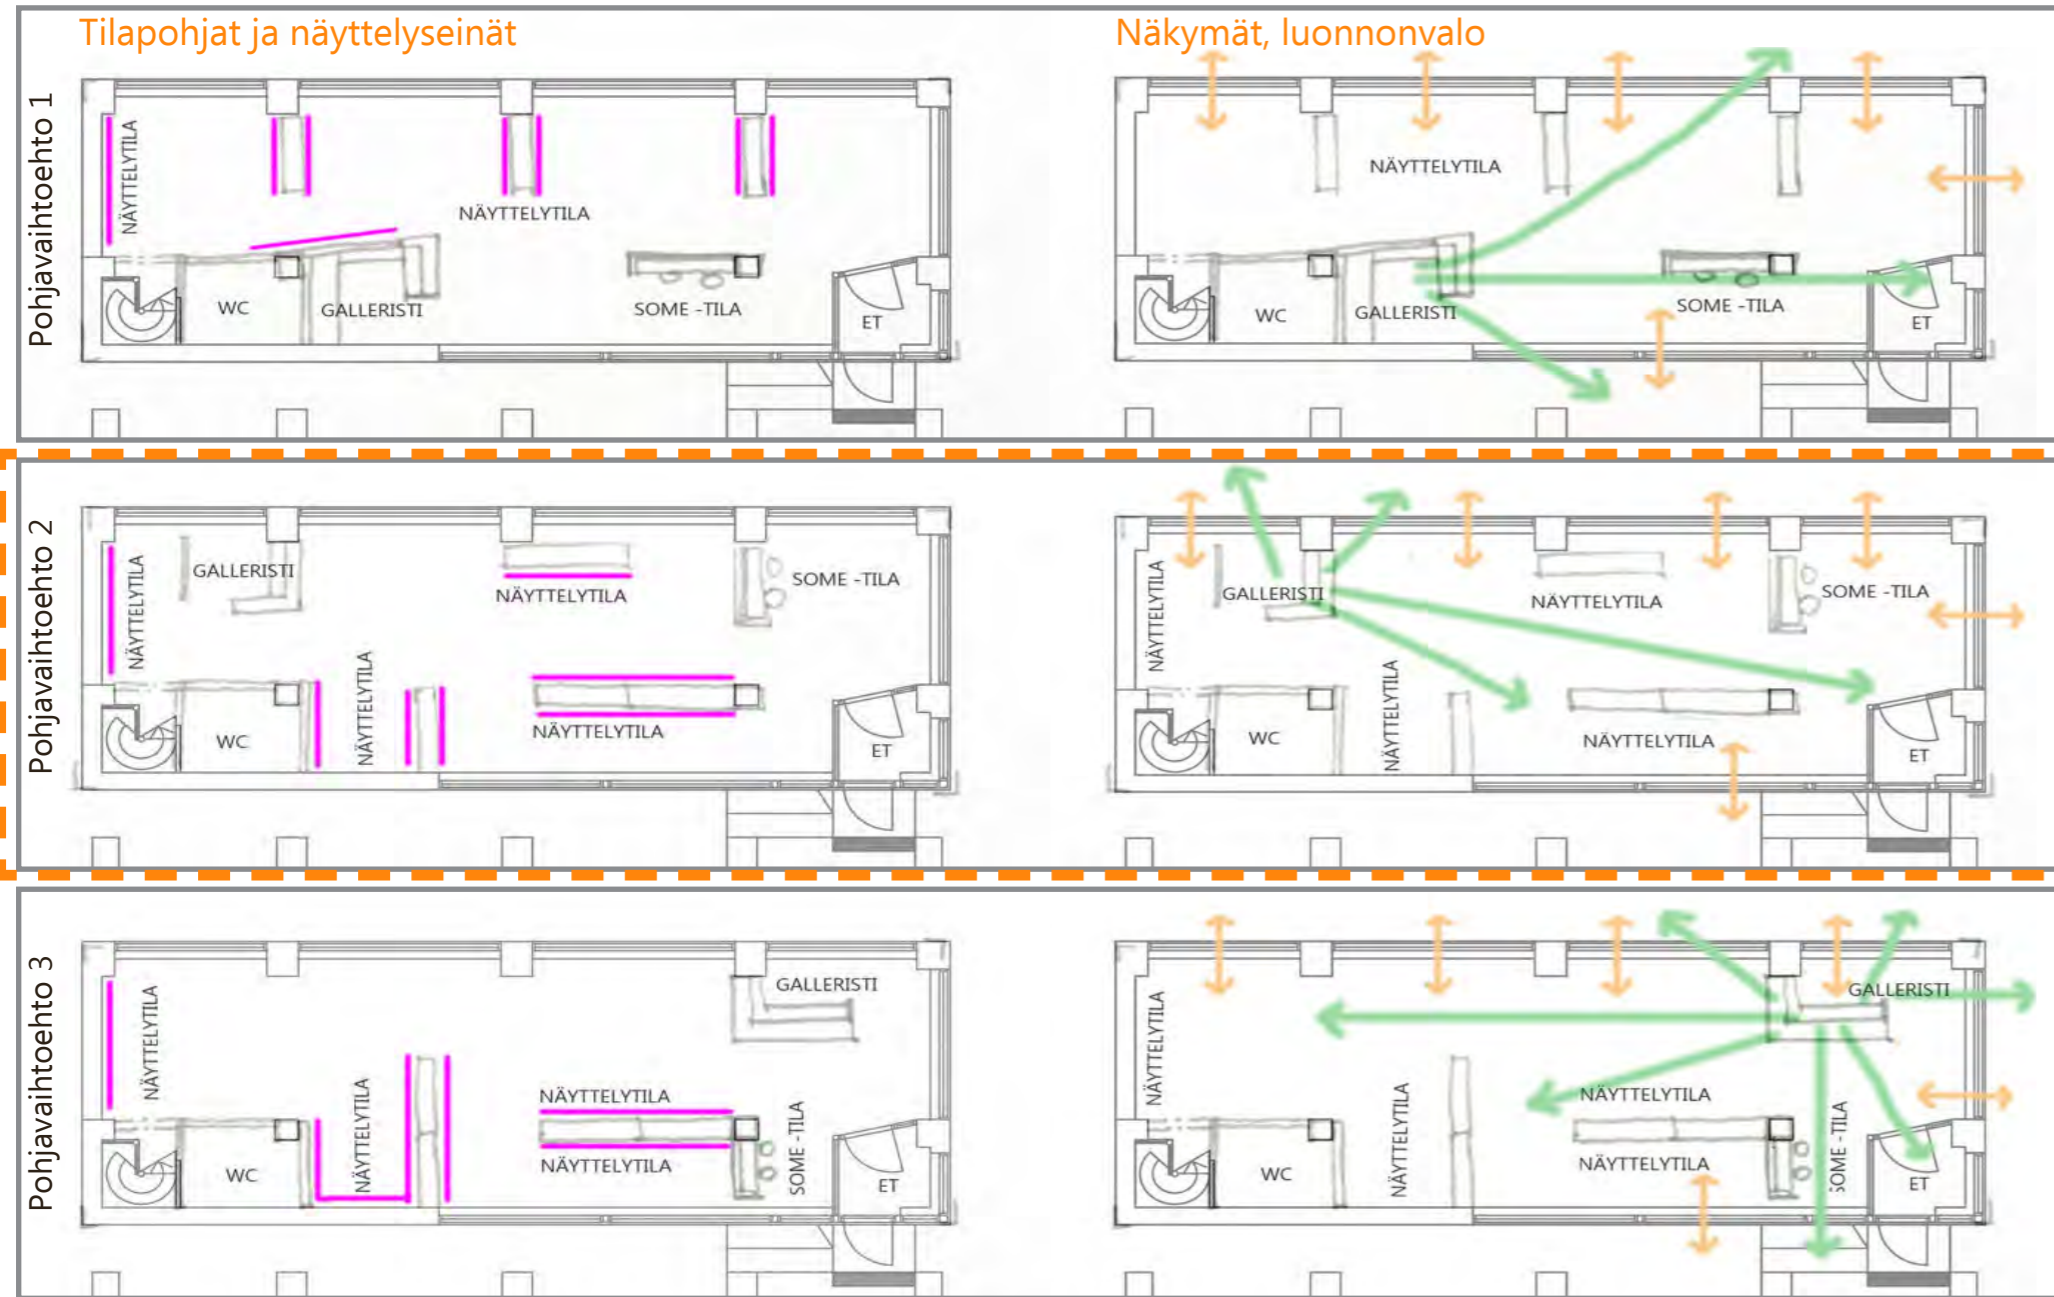 Tilapohjat ja näyttelyseinät
Näkymät, luonnonvalo
Pohjavaihtoehto 1
NÄYTTELYTILA
NÄYTTELYTILA
WC
GALLERISTI
SOME -TILA
ET
NÄYTTELYTILA
WC
GALLERISTI
SOME -TILA
ET
Pohjavaihtoehto 2
NÄYTTELYTILA
GALLERISTI
NÄYTTELYTILA
SOME -TILA
NÄYTTELYTILA
NÄYTTELYTILA
WC
ET
NÄYTTELYTILA
GALLERISTI
NÄYTTELYTILA
SOME -TILA
NÄYTTELYTILA
NÄYTTELYTILA
WC
ET
Pohjavaihtoehto 3
NÄYTTELYTILA
GALLERISTI
NÄYTTELYTILA
NÄYTTELYTILA
NÄYTTELYTILA
SOME -TILA
WC
ET
NÄYTTELYTILA
GALLERISTI
NÄYTTELYTILA
NÄYTTELYTILA
NÄYTTELYTILA
SOME -TILA
WC
ET